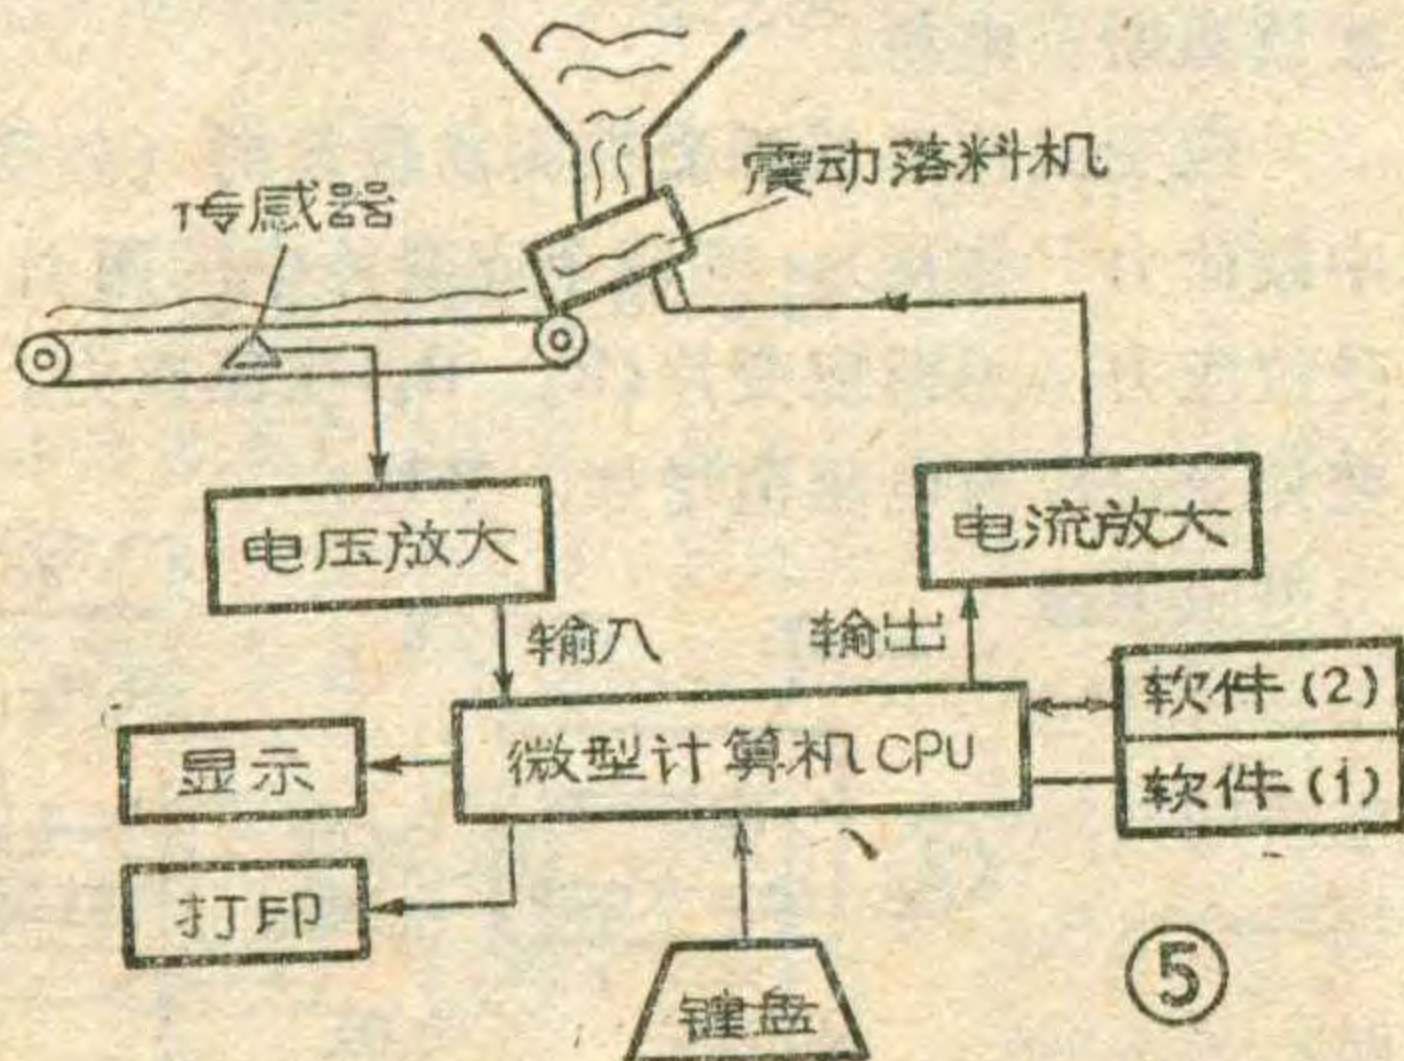 震动落料机
传感器
电压放大
电流放大
输入
输出
软件(2)
显示
微型计算机CPU
软件(1)
打印
键盘
⑤